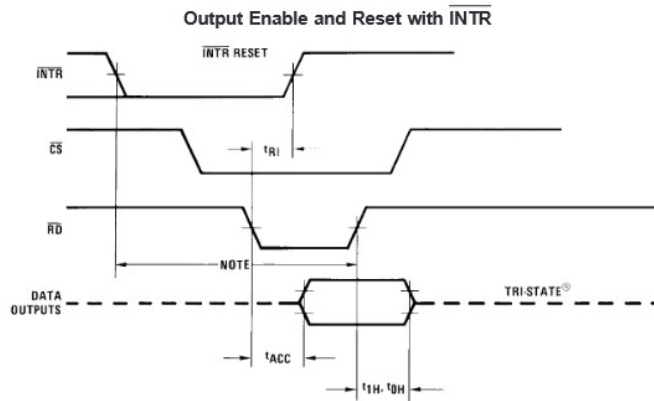 Output Enable and Reset with INTR
INTR
INTR RESET
CS
tRI
RD
NOTE
DATA
OUTPUTS
TRI-STATE®
tACC
t1H, t0H